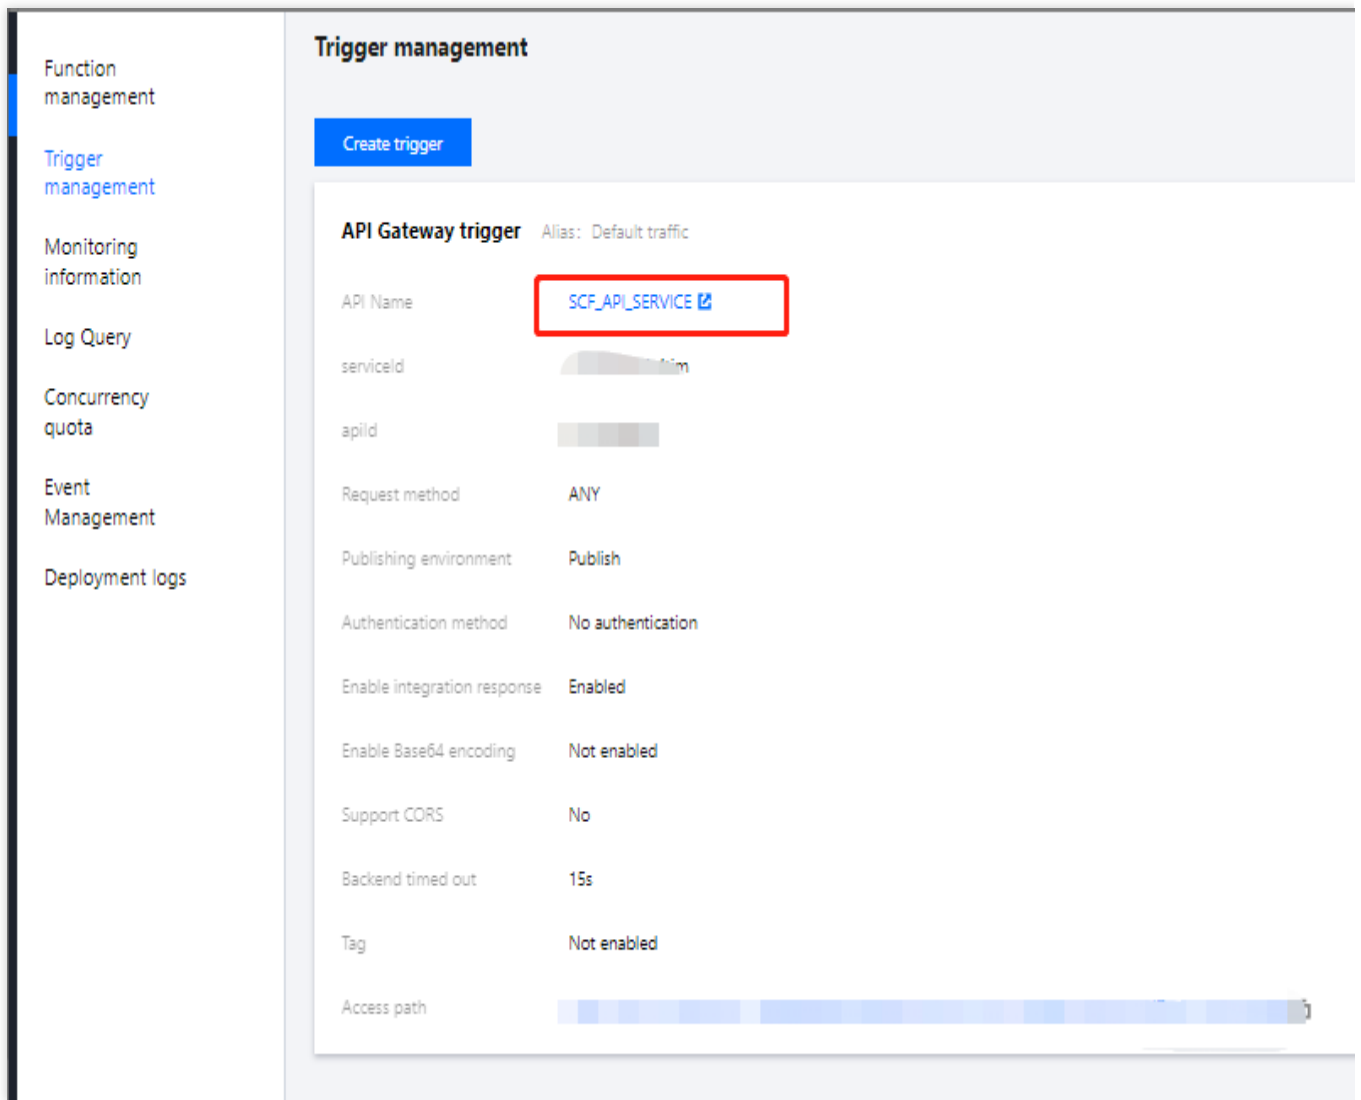 Function
management
Trigger
management
Monitoring
information
Log Query
Concurrency
quota
Event
Management
Deployment logs
Trigger management
Create trigger
API Gateway trigger Alias: Default traffic
API Name SCF_API_SERVICE
serviceId
apiId
Request method ANY
Publishing environment Publish
Authentication method No authentication
Enable integration response Enabled
Enable Base64 encoding Not enabled
Support CORS No
Backend timed out 15s
Tag Not enabled
Access path